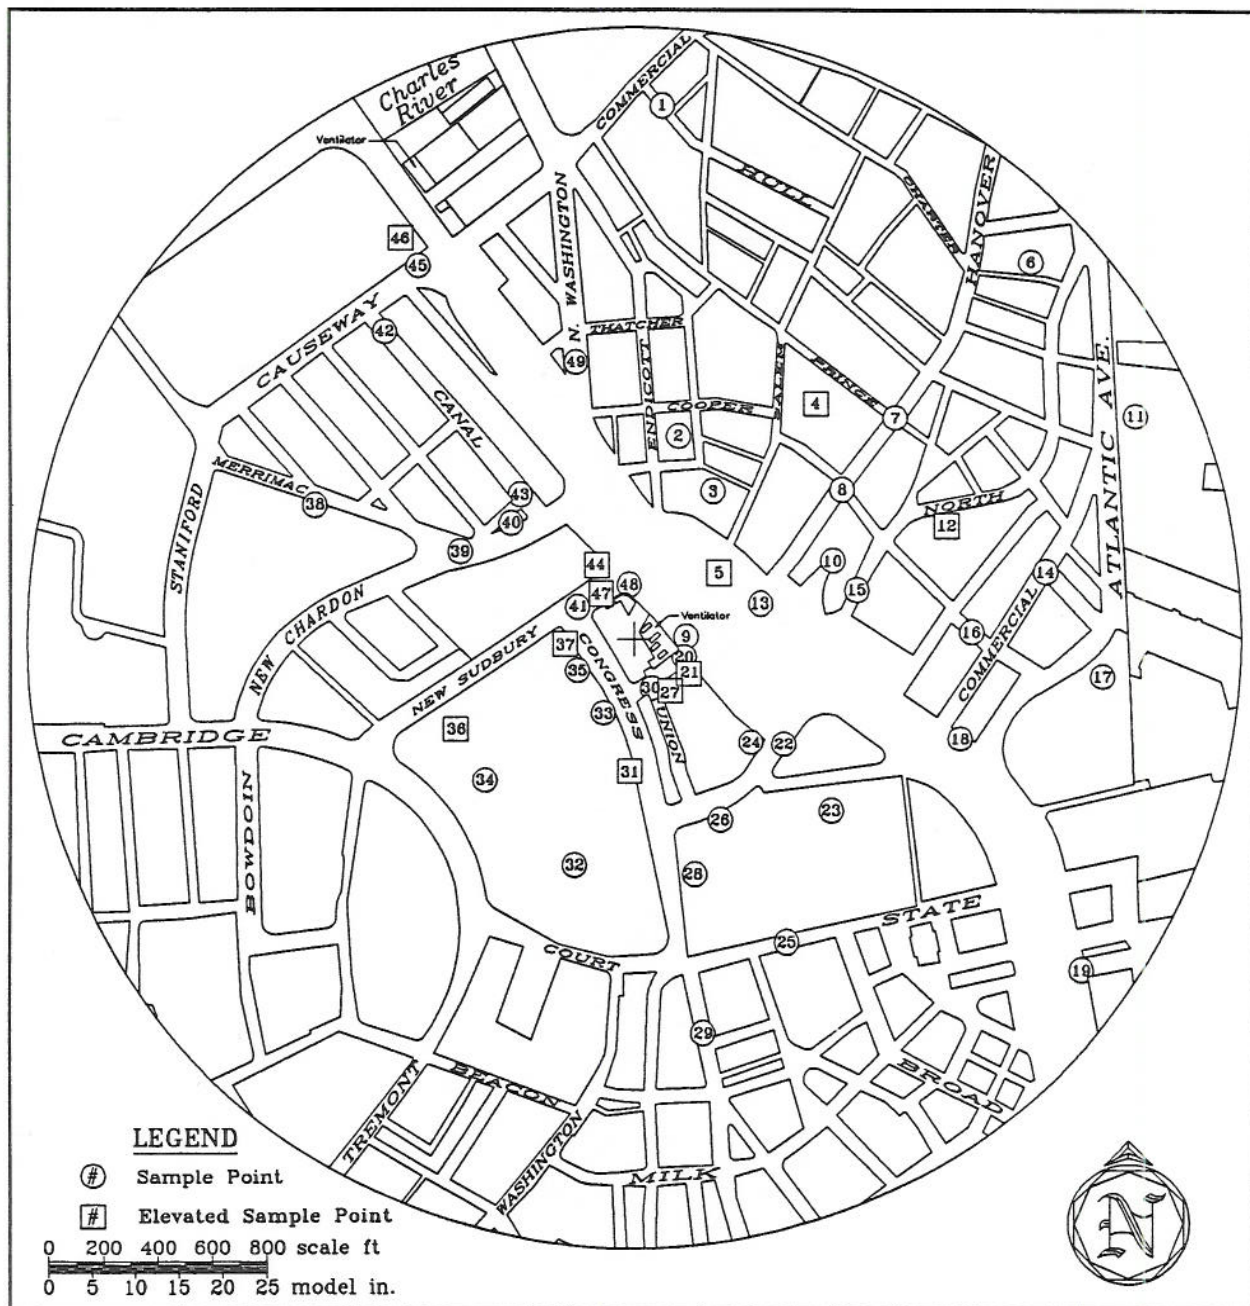 Charles
River
COMMERCIAL
1
Ventilator
HULL
CHARTER
HANOVER
N. WASHINGTON
46
45
6
CAUSEWAY
42
THATCHER
49
ENDICOTT
SALEM
PRINCE
4
COOPER
7
11
ATLANTIC AVE.
CANAL
2
MERRIMAC
38
43
40
3
8
NORTH
12
STANIFORD
39
44
5
10
14
47
48
41
13
15
NEW CHARDON
Ventilator
9
16
COMMERCIAL
37
20
35
21
17
NEW SUDBURY
CONGRESS
30
27
33
UNION
36
CAMBRIDGE
24
22
18
34
31
BOWDOIN
26
23
32
28
STATE
25
COURT
19
29
BEACON
BROAD
TREMONT
WASHINGTON
MILK
LEGEND
# Sample Point
# Elevated Sample Point
0 200 400 600 800 scale ft
0 5 10 15 20 25 model in.
N